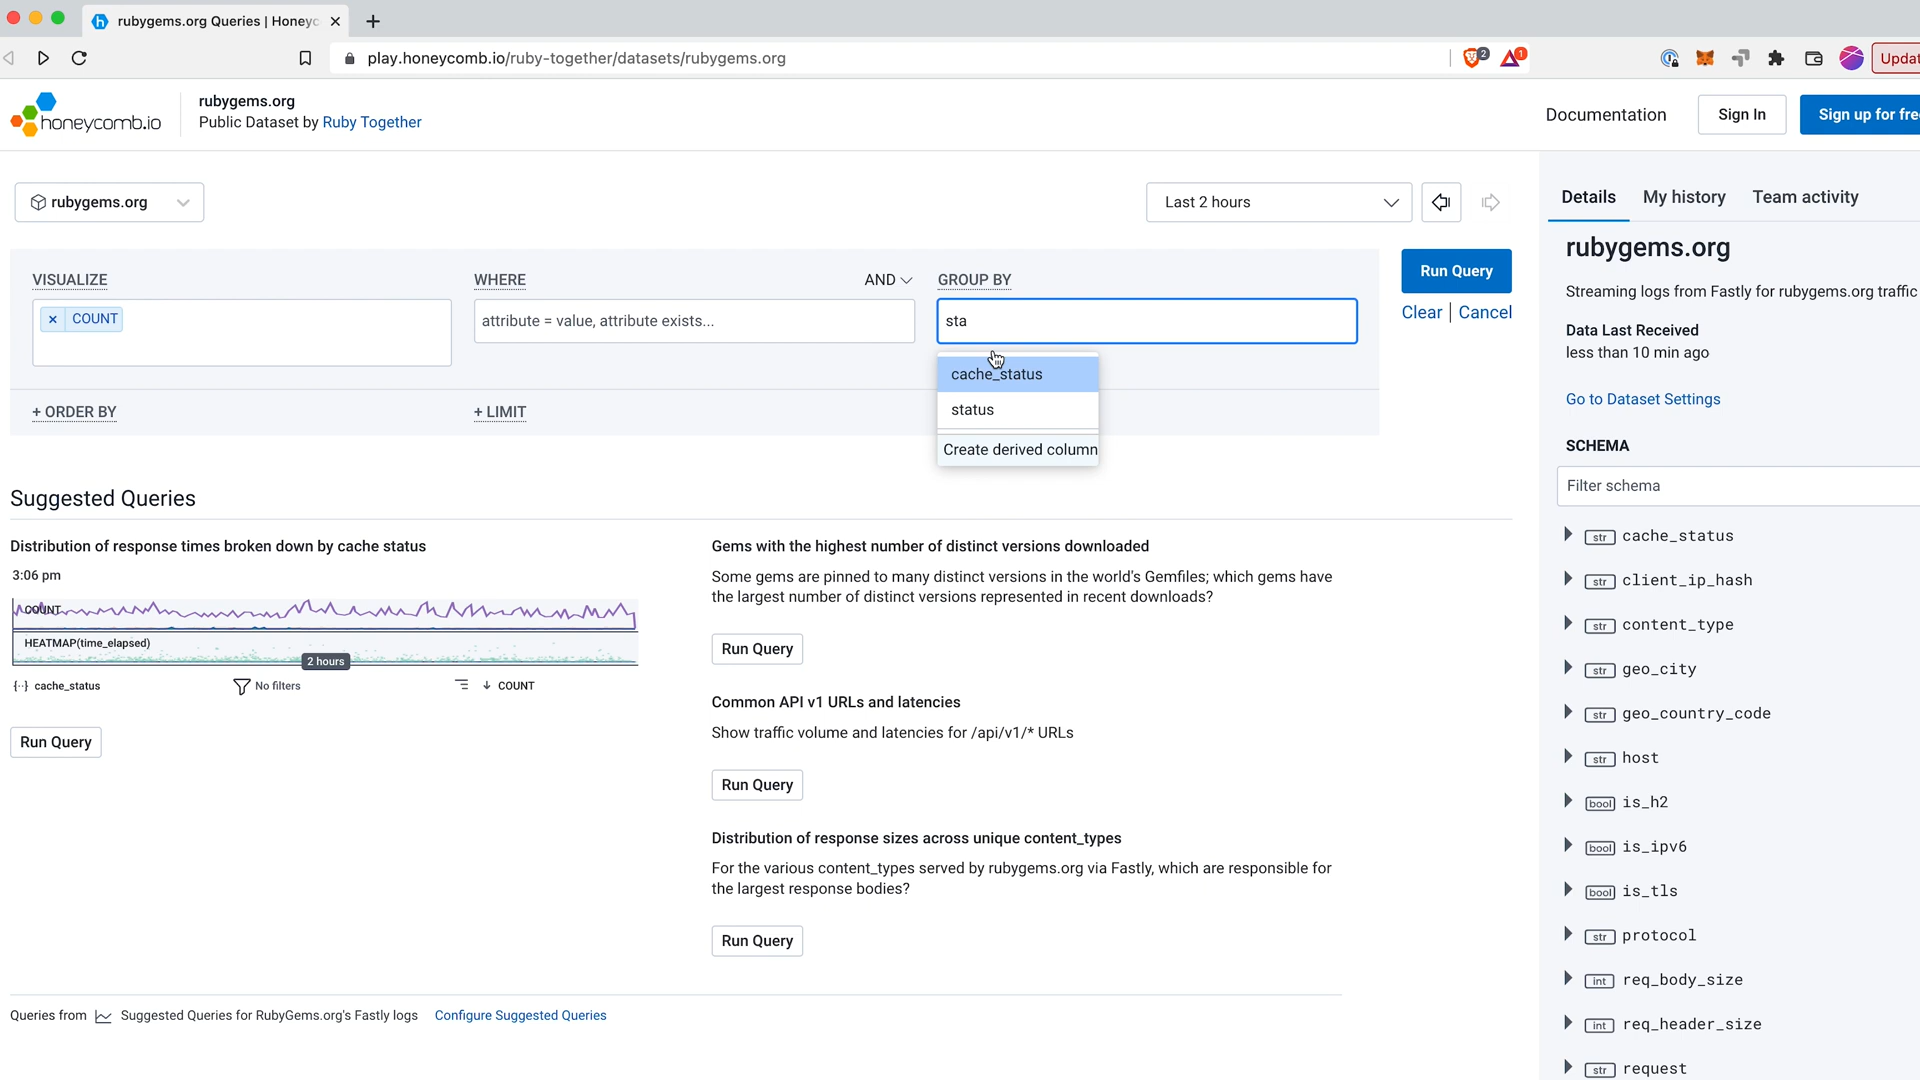 rubygems.org Queries | Honeyc
play.honeycomb.io/ruby-together/datasets/rubygems.org
2
1
Updat
honeycomb.io
rubygems.org
Public Dataset by Ruby Together
Documentation
Sign In
Sign up for free
rubygems.org
Last 2 hours
Details
My history
Team activity
VISUALIZE
COUNT
WHERE
AND
attribute = value, attribute exists...
GROUP BY
sta
cache_status
status
Create derived column
Run Query
Clear | Cancel
+ ORDER BY
+ LIMIT
rubygems.org
Streaming logs from Fastly for rubygems.org traffic
Data Last Received
less than 10 min ago
Go to Dataset Settings
SCHEMA
Filter schema
str cache_status
str client_ip_hash
str content_type
str geo_city
str geo_country_code
str host
bool is_h2
bool is_ipv6
bool is_tls
str protocol
int req_body_size
int req_header_size
str request
Suggested Queries
Distribution of response times broken down by cache status
3:06 pm
COUNT
HEATMAP(time_elapsed)
2 hours
cache_status
No filters
COUNT
Run Query
Gems with the highest number of distinct versions downloaded
Some gems are pinned to many distinct versions in the world's Gemfiles; which gems have
the largest number of distinct versions represented in recent downloads?
Run Query
Common API v1 URLs and latencies
Show traffic volume and latencies for /api/v1/* URLs
Run Query
Distribution of response sizes across unique content_types
For the various content_types served by rubygems.org via Fastly, which are responsible for
the largest response bodies?
Run Query
Queries from Suggested Queries for RubyGems.org's Fastly logs Configure Suggested Queries